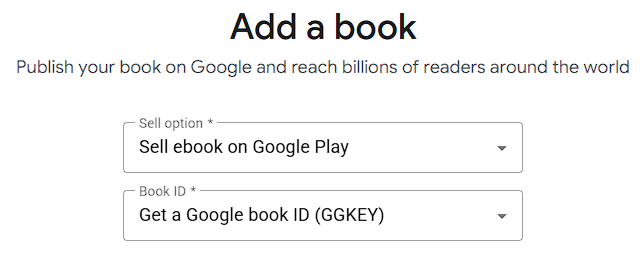 Add a book
Publish your book on Google and reach billions of readers around the world
Sell option *
Sell ebook on Google Play
Book ID *
Get a Google book ID (GGKEY)